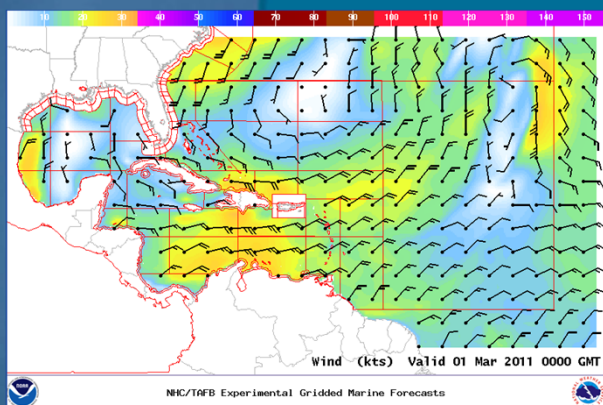 10 20 30 40 50 60 70 80 90 100 110 120 130 140 150
Wind (kts) Valid 01 Mar 2011 0000 GMT
NHC/TAFB Experimental Gridded Marine Forecasts